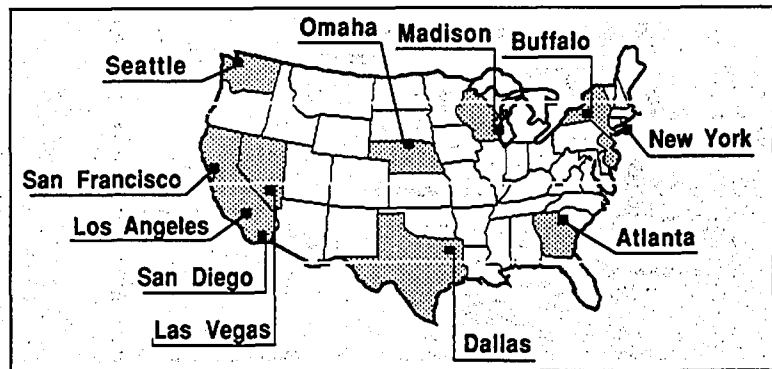 Omaha
Madison
Buffalo
Seattle
New York
San Francisco
Los Angeles
Atlanta
San Diego
Las Vegas
Dallas